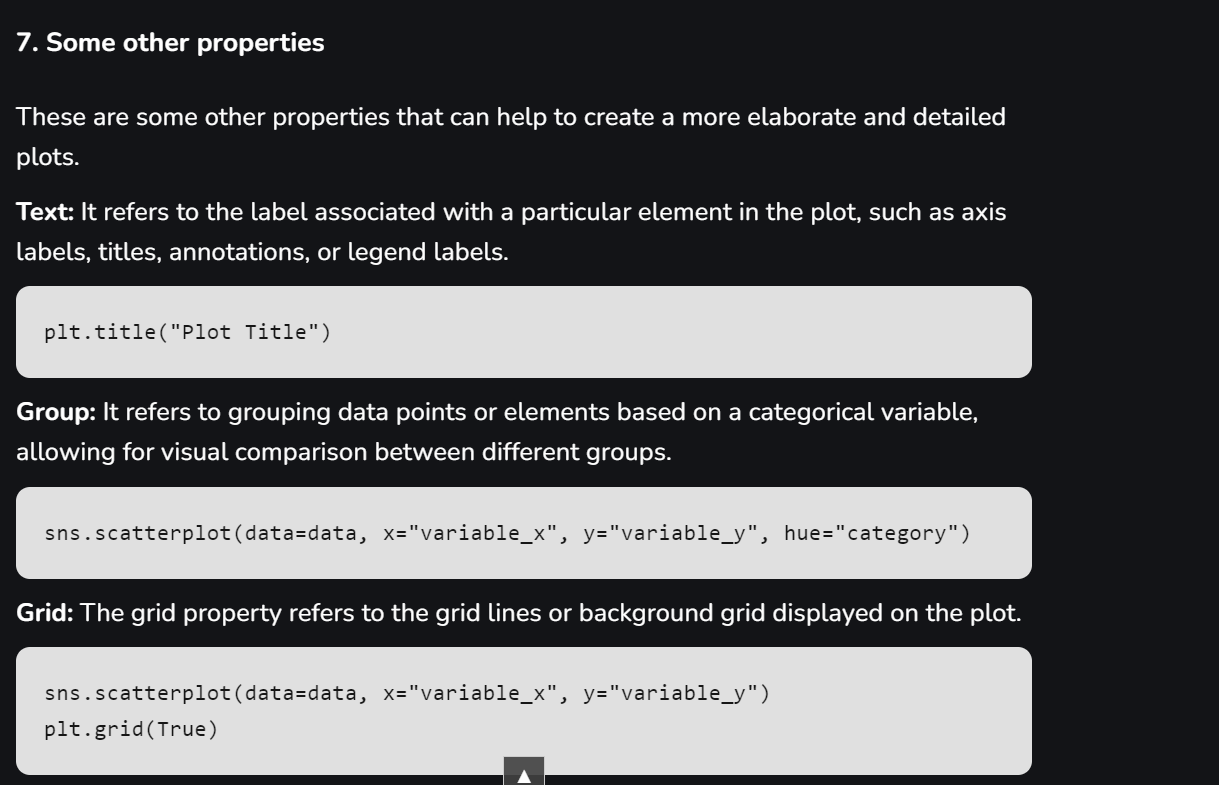 7. Some other properties
These are some other properties that can help to create a more elaborate and detailed
plots.
Text: It refers to the label associated with a particular element in the plot, such as axis
labels, titles, annotations, or legend labels.
plt.title("Plot Title")
Group: It refers to grouping data points or elements based on a categorical variable,
allowing for visual comparison between different groups.
sns.scatterplot(data=data, x="variable_x", y="variable_y", hue="category")
Grid: The grid property refers to the grid lines or background grid displayed on the plot.
sns.scatterplot(data=data, x="variable_x", y="variable_y")
plt.grid(True)